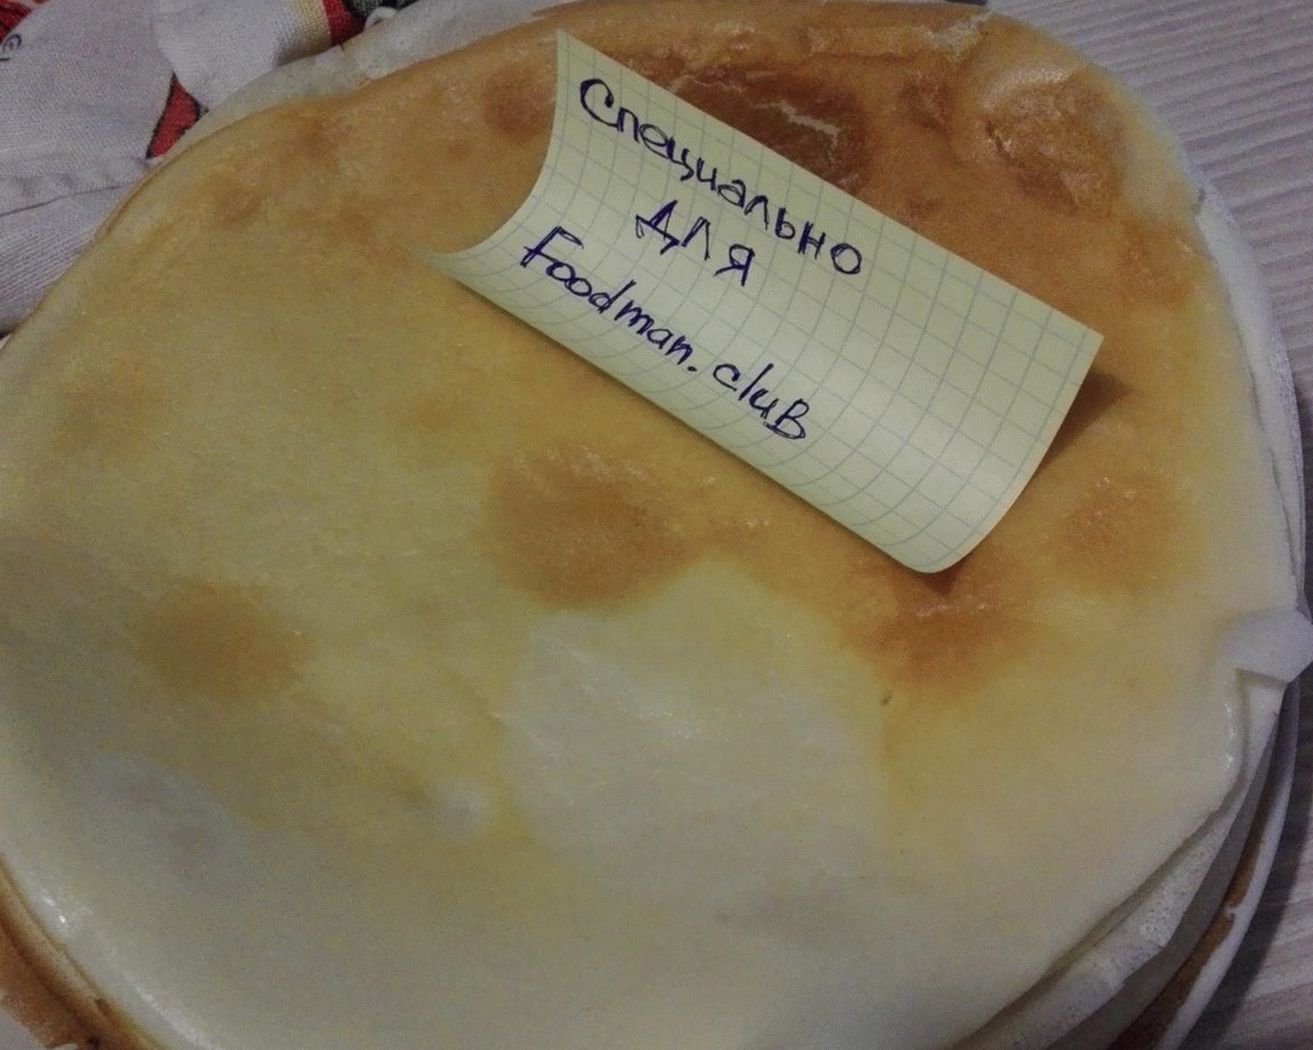 Специально
для
Foodman.cluB